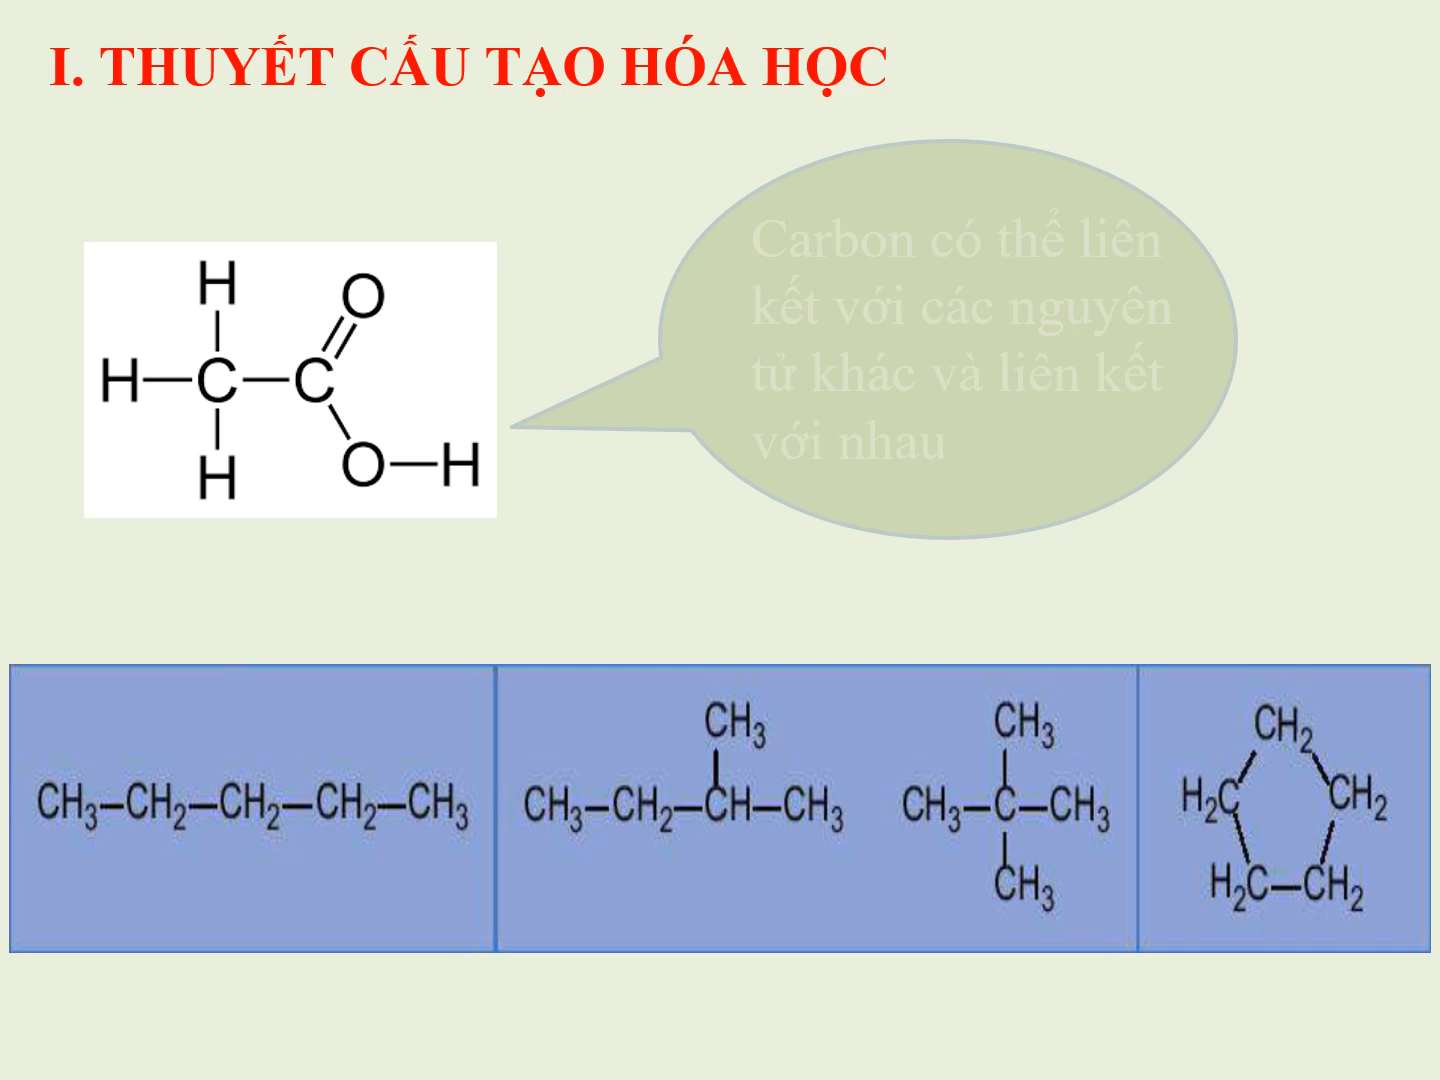 I. THUYẾT CẤU TẠO HÓA HỌC
Carbon có thể liên
kết với các nguyên
tử khác và liên kết
với nhau
H O
H C C
H O H
CH3 CH3 CH2
CH3 CH2 CH2 CH2 CH3 CH3 CH2 CH CH3 CH3 C CH3 H2C CH2
CH3 H2C CH2